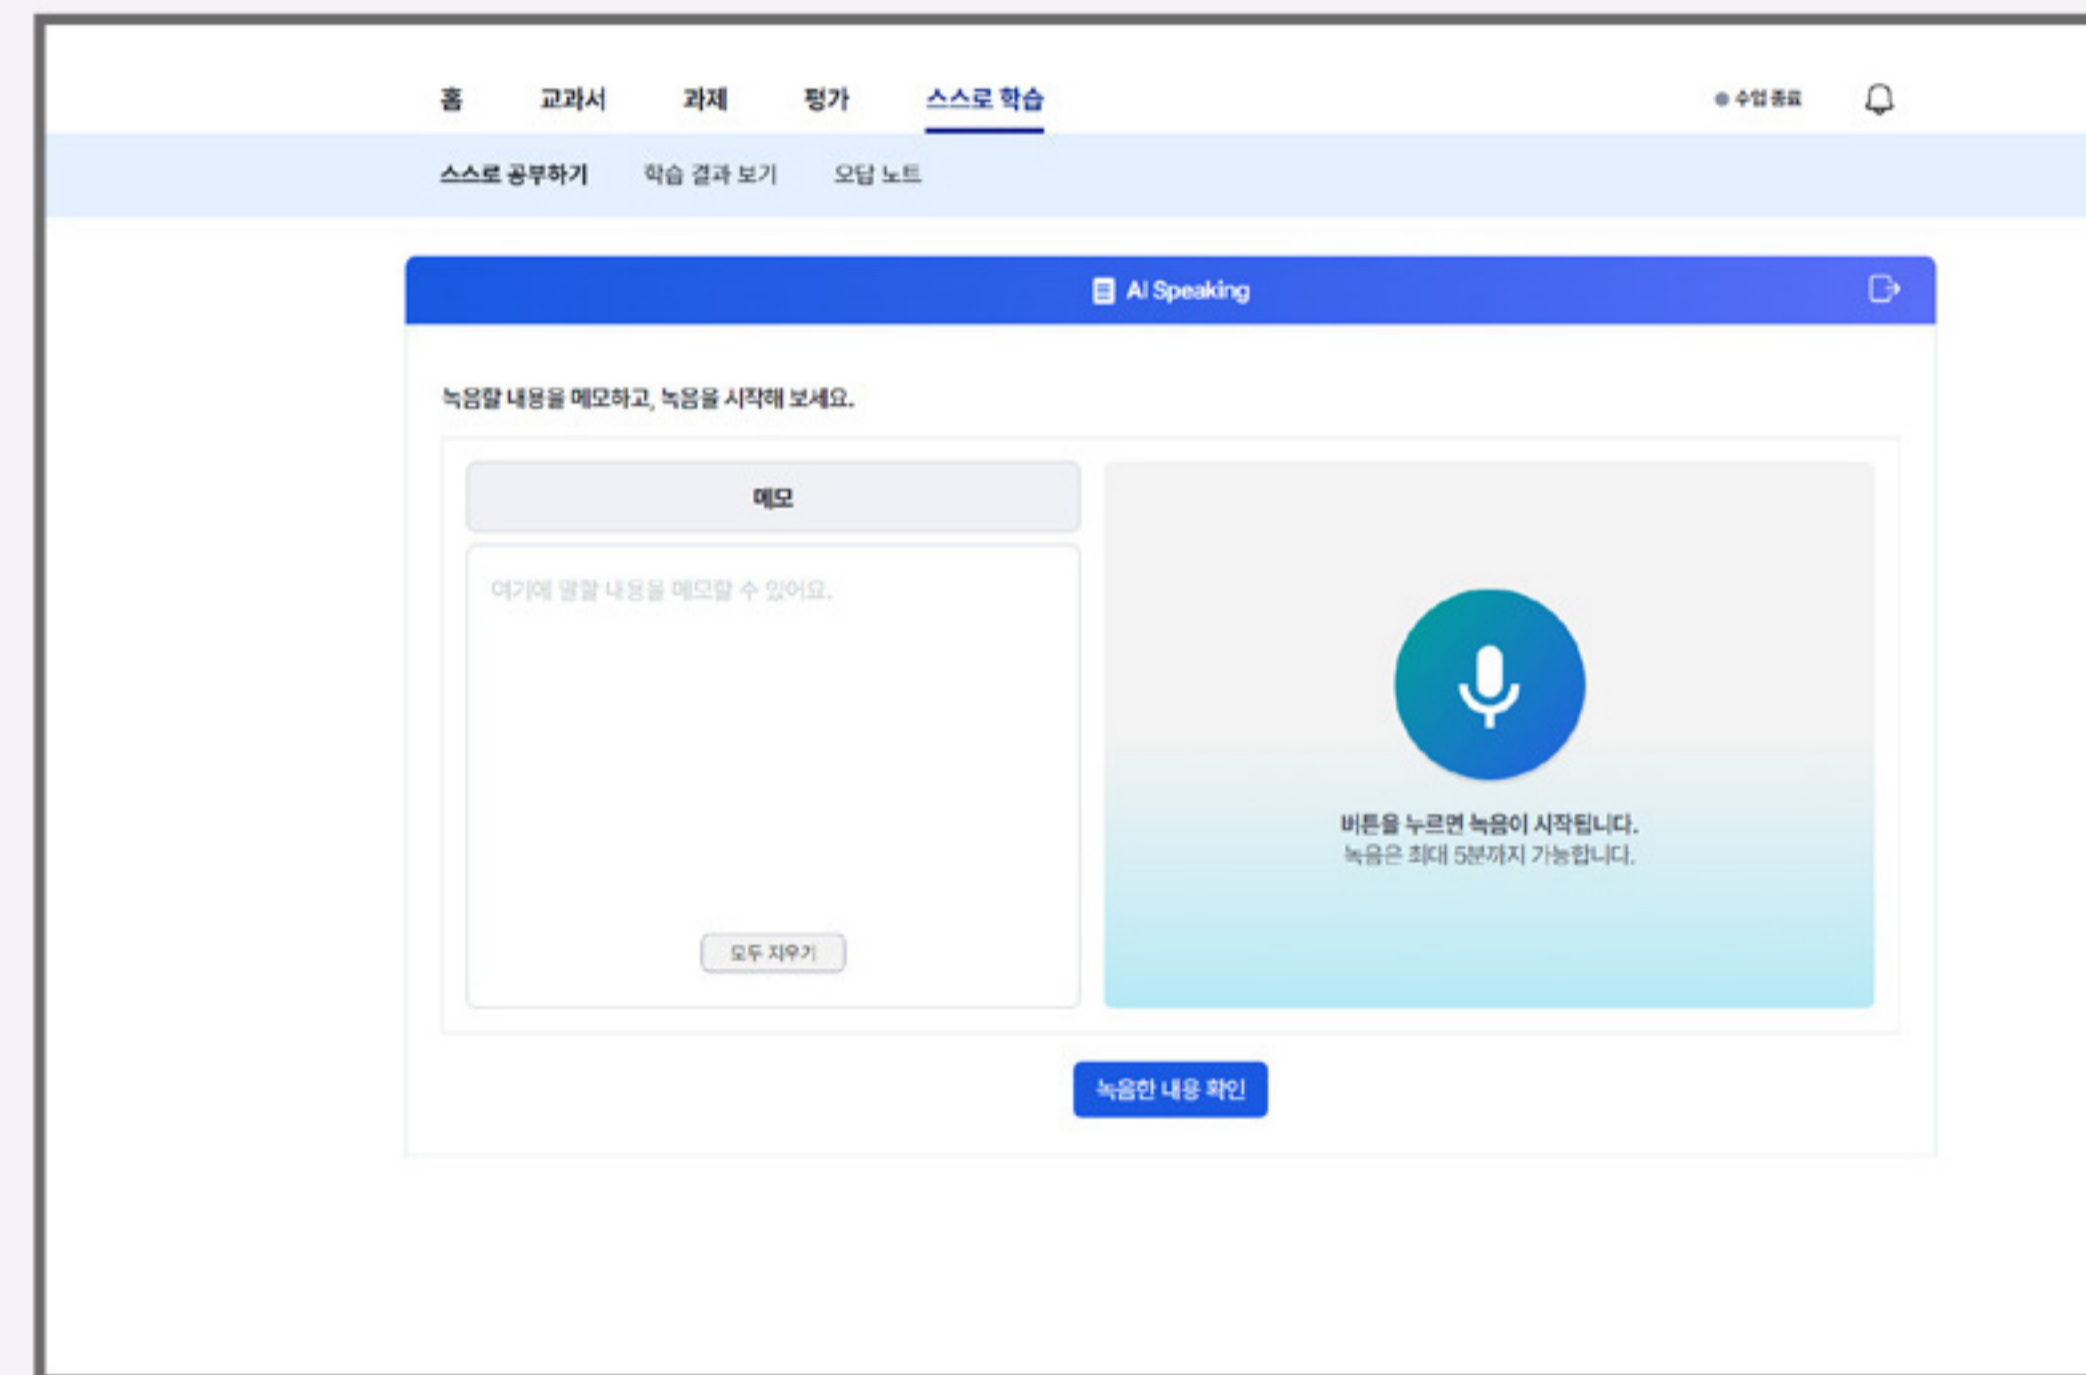 홈 교과서 과제 평가 스스로 학습 수업 종료
스스로 공부하기 학습 결과 보기 오답 노트
AI Speaking
녹음할 내용을 메모하고, 녹음을 시작해 보세요.
메모
여기에 말할 내용을 메모할 수 있어요.
모두 지우기
버튼을 누르면 녹음이 시작됩니다.
녹음은 최대 5분까지 가능합니다.
녹음한 내용 확인